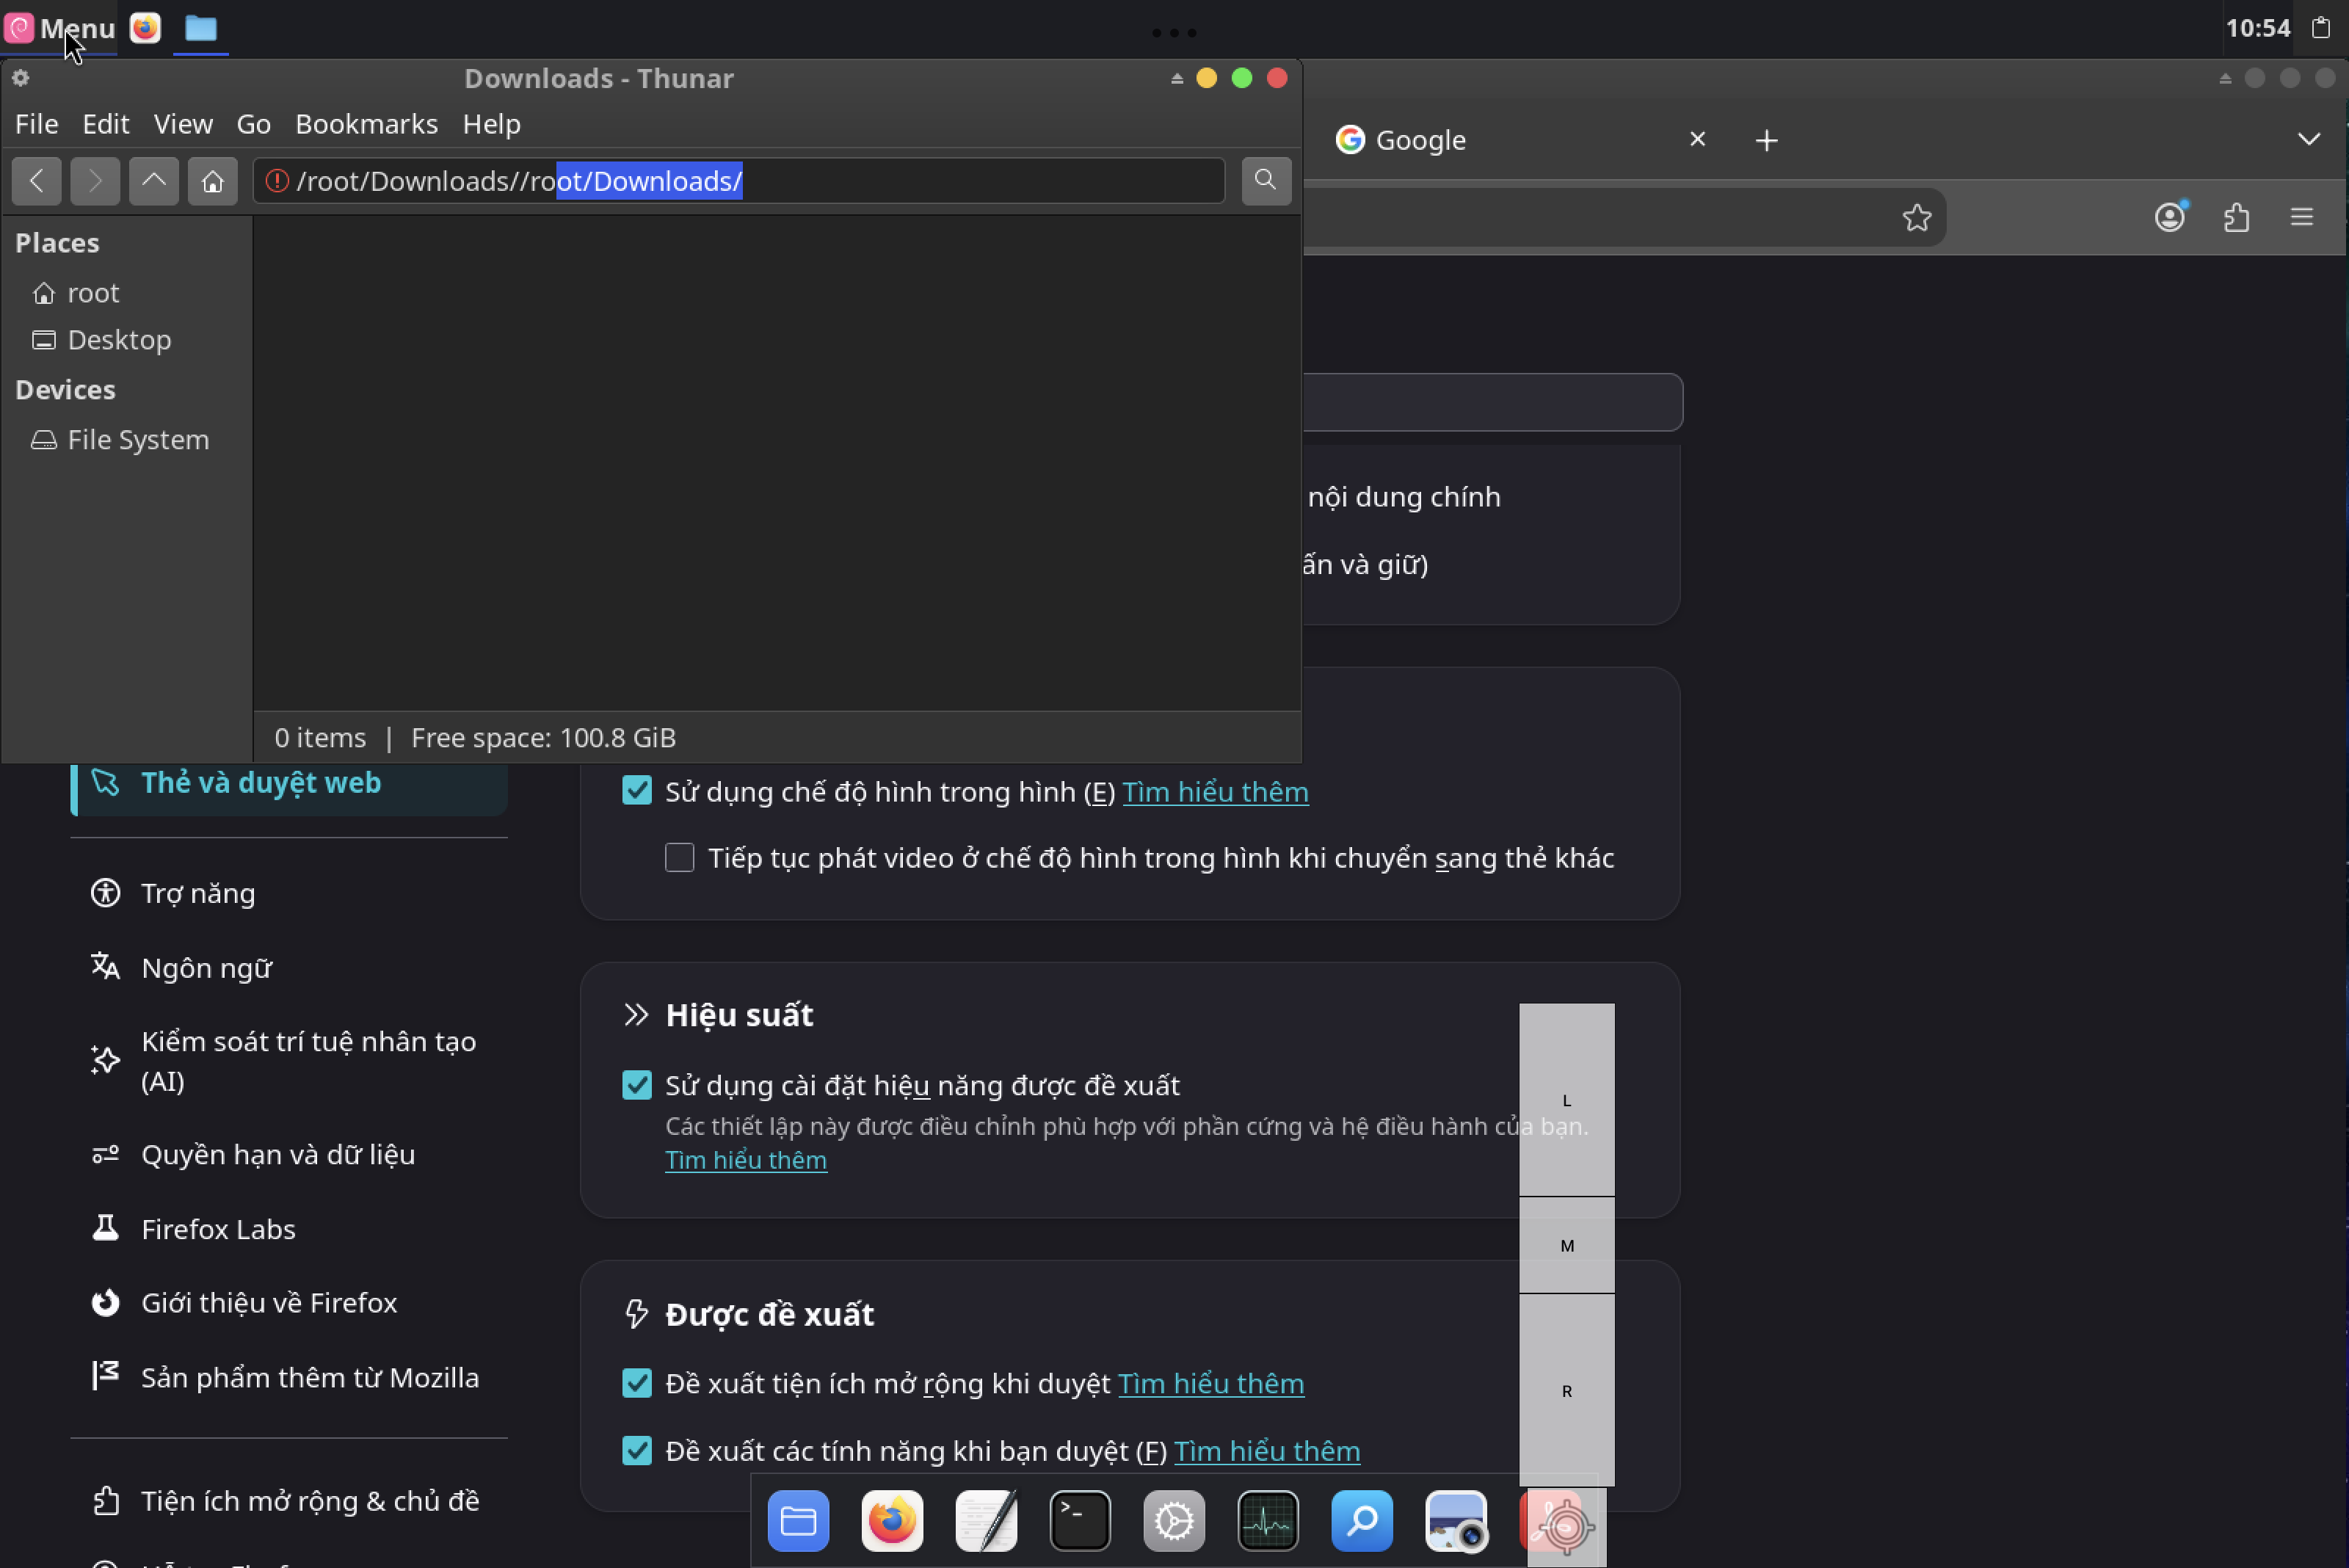 Menu
10:54
Downloads - Thunar
File Edit View Go Bookmarks Help
Google
/root/Downloads//root/Downloads/
Places
root
Desktop
Devices
File System
nội dung chính
ấn và giữ)
0 items | Free space: 100.8 GiB
Thẻ và duyệt web
Sử dụng chế độ hình trong hình (E) Tìm hiểu thêm
Tiếp tục phát video ở chế độ hình trong hình khi chuyển sang thẻ khác
Trợ năng
Ngôn ngữ
Kiểm soát trí tuệ nhân tạo
(AI)
Quyền hạn và dữ liệu
Firefox Labs
Giới thiệu về Firefox
Sản phẩm thêm từ Mozilla
Tiện ích mở rộng & chủ đề
Hiệu suất
Sử dụng cài đặt hiệu năng được đề xuất
Các thiết lập này được điều chỉnh phù hợp với phần cứng và hệ điều hành của bạn.
Tìm hiểu thêm
Được đề xuất
Đề xuất tiện ích mở rộng khi duyệt Tìm hiểu thêm
Đề xuất các tính năng khi bạn duyệt (F) Tìm hiểu thêm
L
M
R